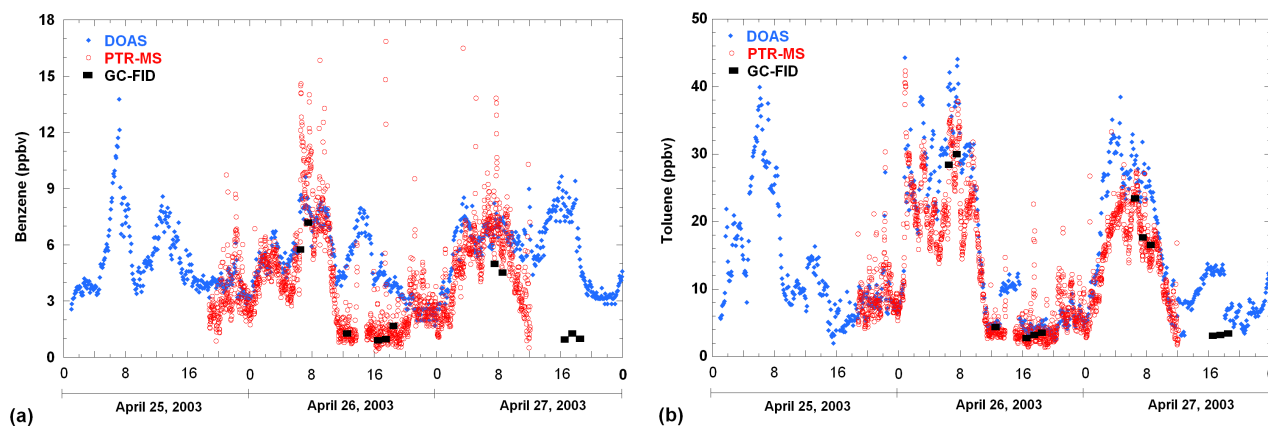 18
15
12
9
6
3
0
Benzene (ppbv)
DOAS
PTR-MS
GC-FID
0 8 16 0 8 16 0 8 16 0
April 25, 2003 April 26, 2003 April 27, 2003
(a)
50
40
30
20
10
0
Toluene (ppbv)
DOAS
PTR-MS
GC-FID
0 8 16 0 8 16 0 8 16
April 25, 2003 April 26, 2003 April 27, 2003
(b)